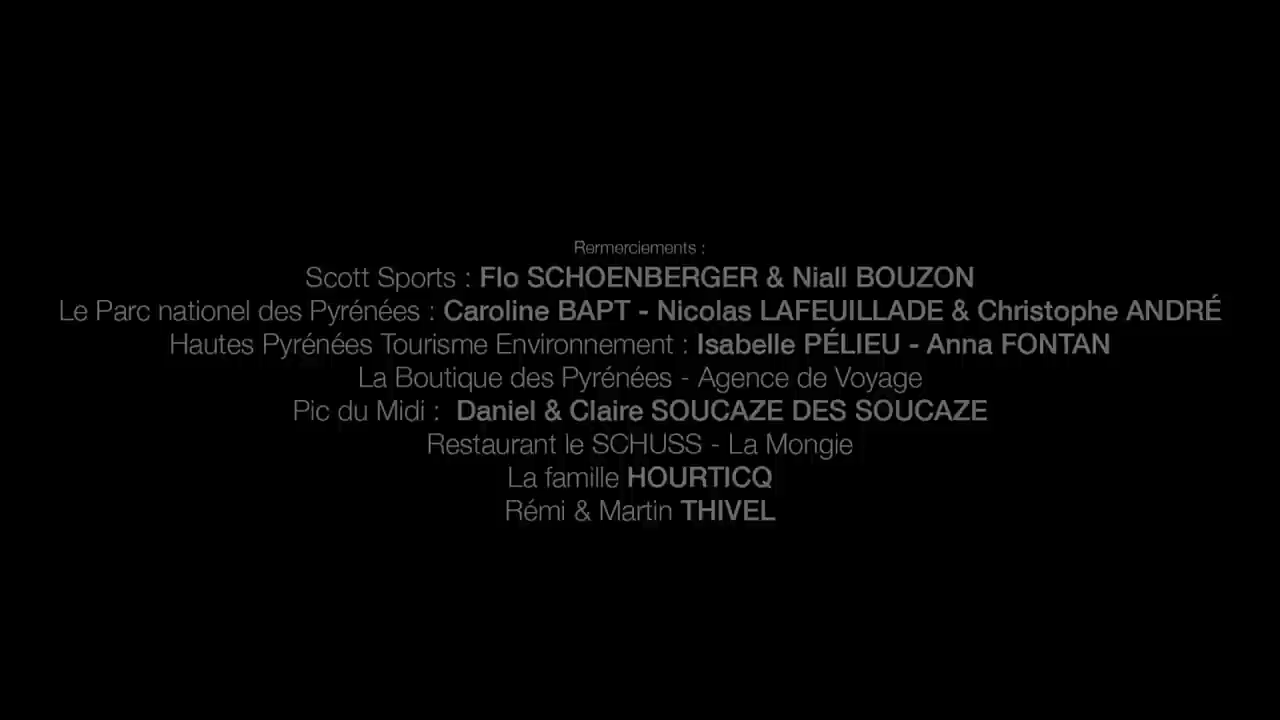 Rermerciements :
Scott Sports : Flo SCHOENBERGER & Niall BOUZON
Le Parc nationel des Pyrénées : Caroline BAPT - Nicolas LAFEUILLADE & Christophe ANDRÉ
Hautes Pyrénées Tourisme Environnement : Isabelle PÉLIEU - Anna FONTAN
La Boutique des Pyrénées - Agence de Voyage
Pic du Midi : Daniel & Claire SOUCAZE DES SOUCAZE
Restaurant le SCHUSS - La Mongie
La famille HOURTICQ
Rémi & Martin THIVEL